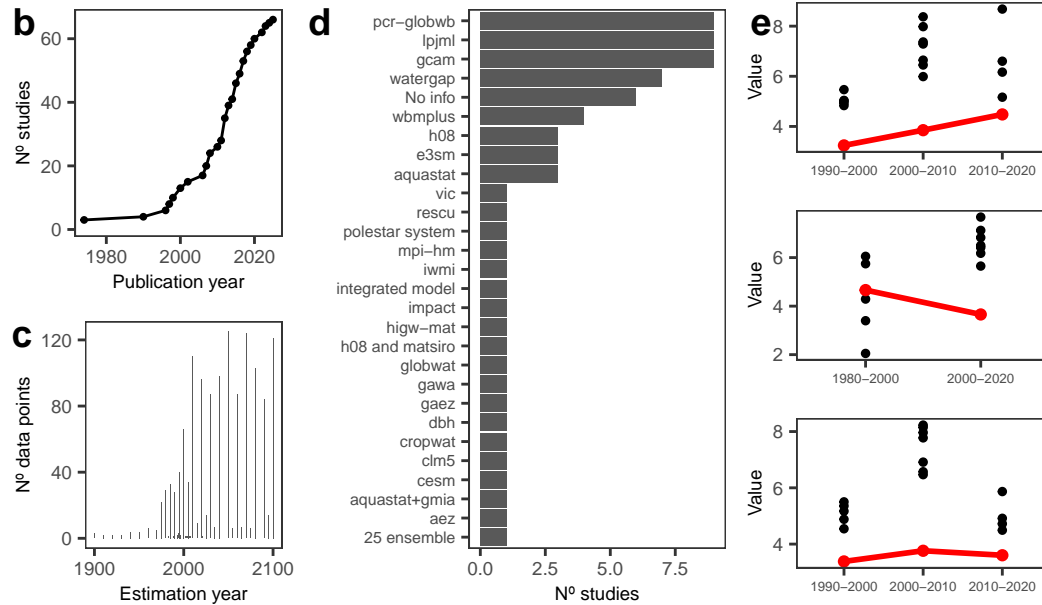 b
60
40
20
0
Nº studies
1980
2000
2020
Publication year
c
120
80
40
0
Nº data points
1900
2000
2100
Estimation year
d
pcr−globwb
lpjml
gcam
watergap
No info
wbmplus
h08
e3sm
aquastat
vic
rescu
polestar system
mpi−hm
iwmi
integrated model
impact
higw−mat
h08 and matsiro
globwat
gawa
gaez
dbh
cropwat
clm5
cesm
aquastat+gmia
aez
25 ensemble
0.0
2.5
5.0
7.5
Nº studies
e
8
6
4
Value
1990−2000
2000−2010
2010−2020
8
6
4
2
Value
1980−2000
2000−2020
8
6
4
Value
1990−2000
2000−2010
2010−2020